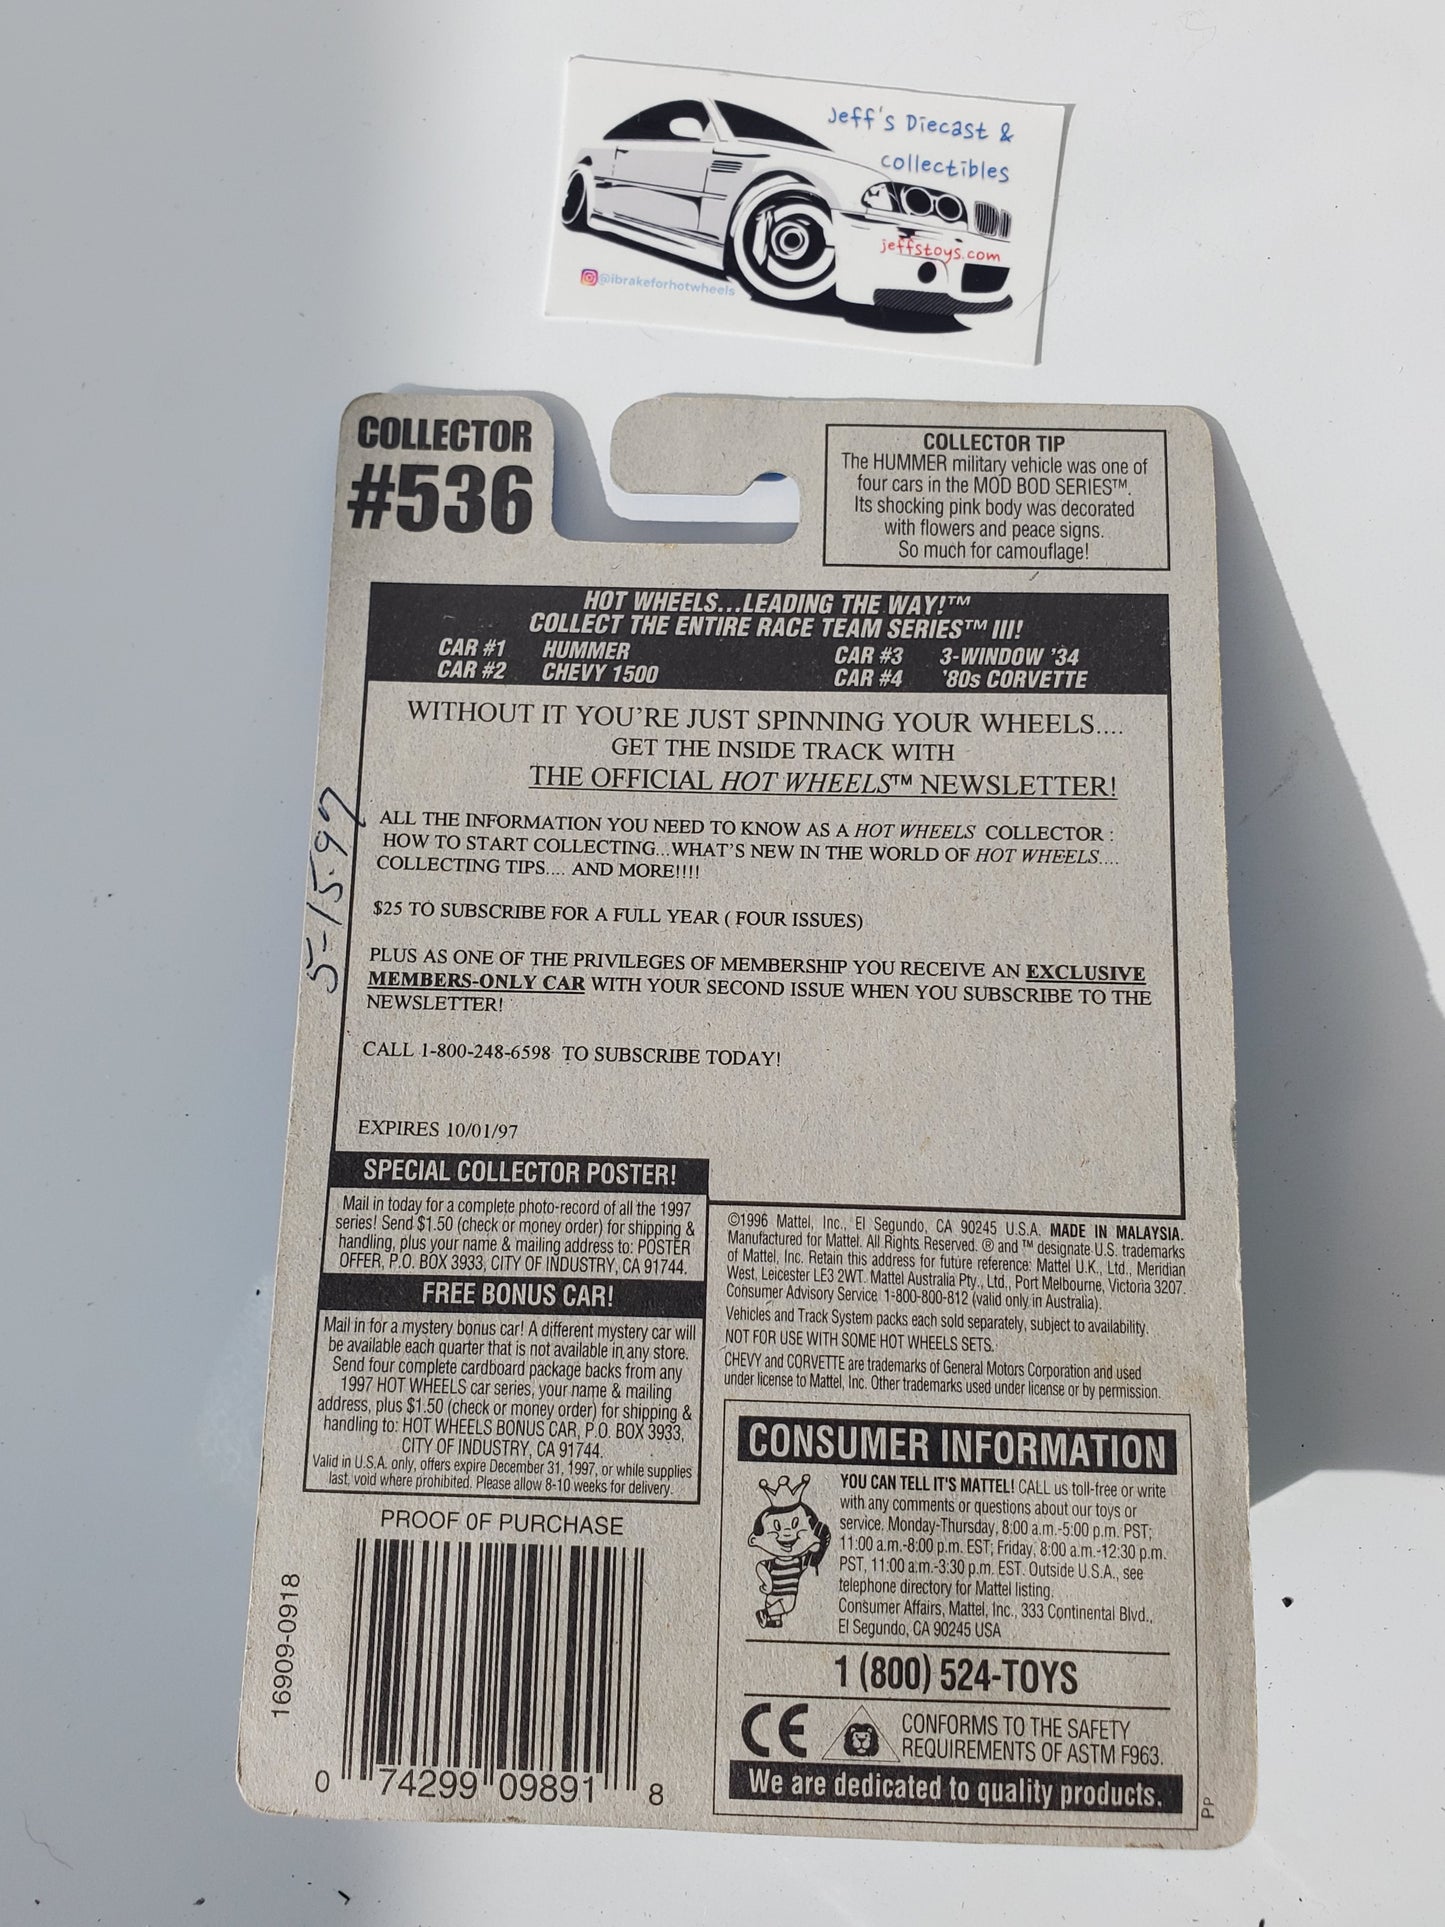 Jeff's Diecast &
collectibles
jeffstoys.com
@ibrakeforhotwheels
COLLECTOR
#536
COLLECTOR TIP
The HUMMER military vehicle was one of
four cars in the MOD BOD SERIES™.
Its shocking pink body was decorated
with flowers and peace signs.
So much for camouflage!
HOT WHEELS...LEADING THE WAY!™
COLLECT THE ENTIRE RACE TEAM SERIES™ III!
CAR #1 HUMMER CAR #3 3-WINDOW '34
CAR #2 CHEVY 1500 CAR #4 '80s CORVETTE
WITHOUT IT YOU'RE JUST SPINNING YOUR WHEELS....
GET THE INSIDE TRACK WITH
THE OFFICIAL HOT WHEELS™ NEWSLETTER!
ALL THE INFORMATION YOU NEED TO KNOW AS A HOT WHEELS COLLECTOR :
HOW TO START COLLECTING...WHAT'S NEW IN THE WORLD OF HOT WHEELS....
COLLECTING TIPS.... AND MORE!!!!
$25 TO SUBSCRIBE FOR A FULL YEAR ( FOUR ISSUES)
PLUS AS ONE OF THE PRIVILEGES OF MEMBERSHIP YOU RECEIVE AN EXCLUSIVE
MEMBERS-ONLY CAR WITH YOUR SECOND ISSUE WHEN YOU SUBSCRIBE TO THE
NEWSLETTER!
CALL 1-800-248-6598 TO SUBSCRIBE TODAY!
EXPIRES 10/01/97
5-15-97
SPECIAL COLLECTOR POSTER!
Mail in today for a complete photo-record of all the 1997
series! Send $1.50 (check or money order) for shipping &
handling, plus your name & mailing address to: POSTER
OFFER, P.O. BOX 3933, CITY OF INDUSTRY, CA 91744.
FREE BONUS CAR!
Mail in for a mystery bonus car! A different mystery car will
be available each quarter that is not available in any store.
Send four complete cardboard package backs from any
1997 HOT WHEELS car series, your name & mailing
address, plus $1.50 (check or money order) for shipping &
handling to: HOT WHEELS BONUS CAR, P.O. BOX 3933,
CITY OF INDUSTRY, CA 91744.
Valid in U.S.A. only, offers expire December 31, 1997, or while supplies
last, void where prohibited. Please allow 8-10 weeks for delivery.
PROOF OF PURCHASE
16909-0918
0 74299 09891 8
©1996 Mattel, Inc., El Segundo, CA 90245 U.S.A. MADE IN MALAYSIA.
Manufactured for Mattel. All Rights Reserved. ® and ™ designate U.S. trademarks
of Mattel, Inc. Retain this address for future reference: Mattel U.K., Ltd., Meridian
West, Leicester LE3 2WT. Mattel Australia Pty., Ltd., Port Melbourne, Victoria 3207.
Consumer Advisory Service 1-800-800-812 (valid only in Australia).
Vehicles and Track System packs each sold separately, subject to availability.
NOT FOR USE WITH SOME HOT WHEELS SETS.
CHEVY and CORVETTE are trademarks of General Motors Corporation and used
under license to Mattel, Inc. Other trademarks used under license or by permission.
CONSUMER INFORMATION
YOU CAN TELL IT'S MATTEL! CALL us toll-free or write
with any comments or questions about our toys or
service. Monday-Thursday, 8:00 a.m.-5:00 p.m. PST;
11:00 a.m.-8:00 p.m. EST; Friday, 8:00 a.m.-12:30 p.m.
PST, 11:00 a.m.-3:30 p.m. EST. Outside U.S.A., see
telephone directory for Mattel listing.
Consumer Affairs, Mattel, Inc., 333 Continental Blvd.,
El Segundo, CA 90245 USA
1 (800) 524-TOYS
CE
CONFORMS TO THE SAFETY
REQUIREMENTS OF ASTM F963.
We are dedicated to quality products.
PP